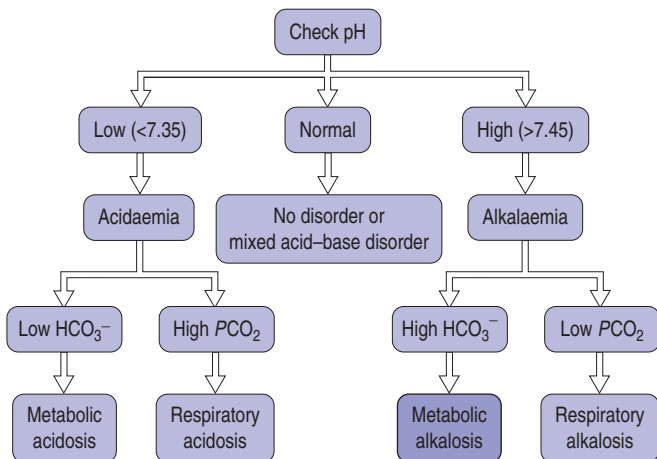 Check pH
Low (<7.35)
Normal
High (>7.45)
Acidaemia
No disorder or
mixed acid–base disorder
Alkalaemia
Low HCO₃⁻
High PCO₂
High HCO₃⁻
Low PCO₂
Metabolic
acidosis
Respiratory
acidosis
Metabolic
alkalosis
Respiratory
alkalosis